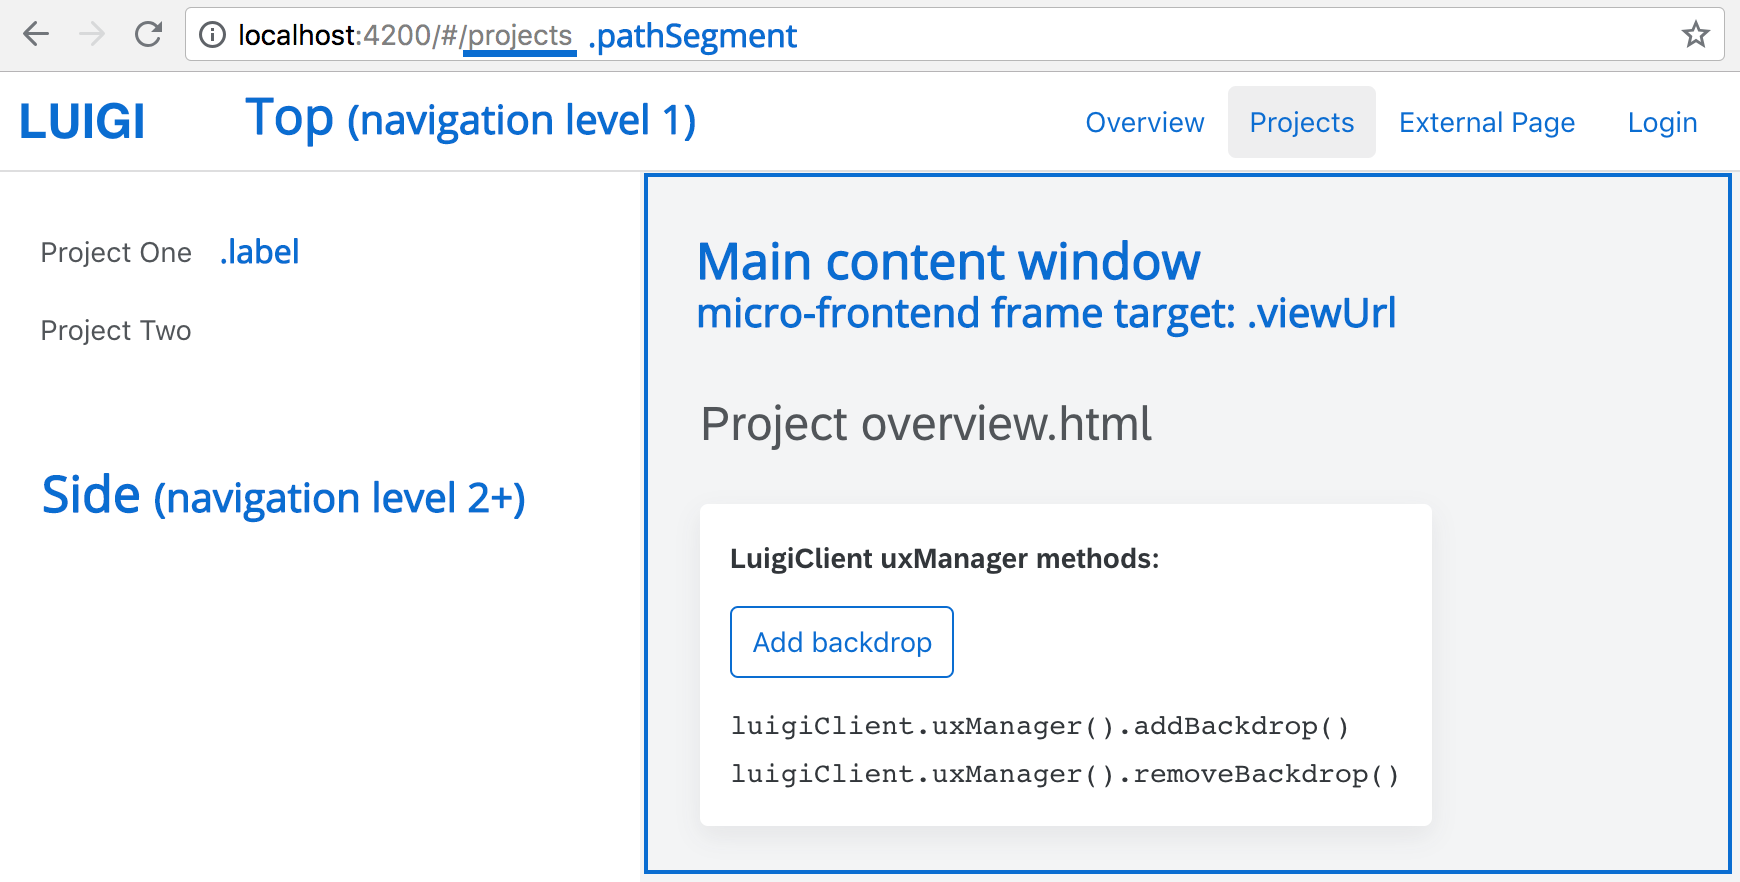 localhost:4200/#/projects .pathSegment
LUIGI Top (navigation level 1) Overview Projects External Page Login
Project One .label
Project Two
Side (navigation level 2+)
Main content window
micro-frontend frame target: .viewUrl
Project overview.html
LuigiClient uxManager methods:
Add backdrop
luigiClient.uxManager().addBackdrop()
luigiClient.uxManager().removeBackdrop()